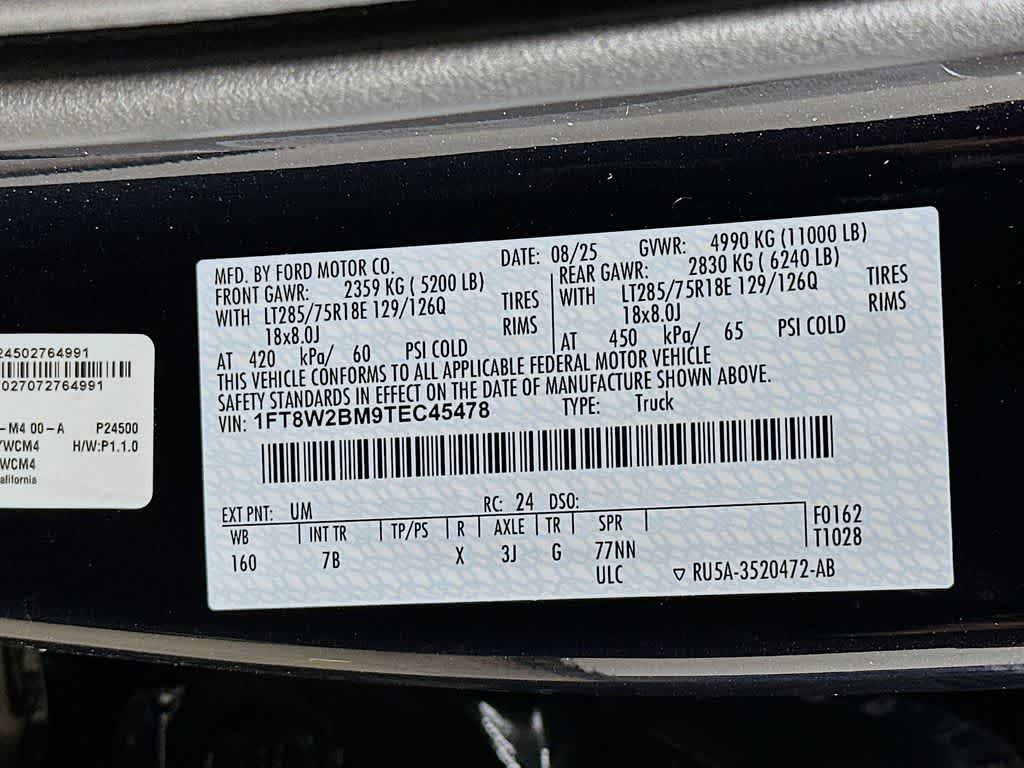 24502764991
027072764991
-M4 00-A P24500
YWCM4 H/W:P1.1.0
WCM4
alifornia
MFD. BY FORD MOTOR CO. DATE: 08/25 GVWR: 4990 KG (11000 LB)
FRONT GAWR: 2359 KG ( 5200 LB) REAR GAWR: 2830 KG ( 6240 LB)
WITH LT285/75R18E 129/126Q TIRES WITH LT285/75R18E 129/126Q TIRES
18x8.0J RIMS 18x8.0J RIMS
AT 420 kPa/ 60 PSI COLD AT 450 kPa/ 65 PSI COLD
THIS VEHICLE CONFORMS TO ALL APPLICABLE FEDERAL MOTOR VEHICLE
SAFETY STANDARDS IN EFFECT ON THE DATE OF MANUFACTURE SHOWN ABOVE.
VIN: 1FT8W2BM9TEC45478 TYPE: Truck
EXT PNT: UM RC: 24 DSO:
WB INT TR TP/PS R AXLE TR SPR F0162
160 7B X 3J G 77NN T1028
ULC ▽ RU5A-3520472-AB